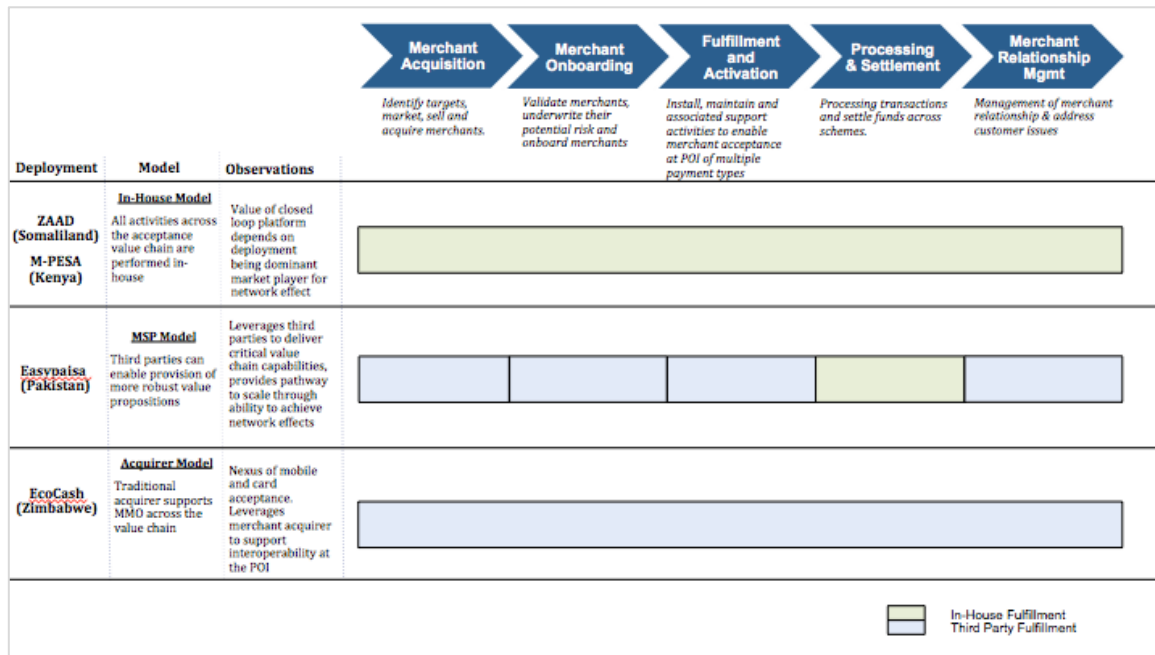 Merchant
Acquisition
Merchant
Onboarding
Fulfillment
and
Activation
Processing
& Settlement
Merchant
Relationship
Mgmt
Identify targets,
market, sell and
acquire merchants.
Validate merchants,
underwrite their
potential risk and
onboard merchants
Install, maintain and
associated support
activities to enable
merchant acceptance
at POI of multiple
payment types
Processing transactions
and settle funds across
schemes.
Management of merchant
relationship & address
customer issues
Deployment
Model
Observations
ZAAD
(Somaliland)
M-PESA
(Kenya)
In-House Model
All activities across
the acceptance
value chain are
performed in-
house
Value of closed
loop platform
depends on
deployment
being dominant
market player for
network effect
Easypaisa
(Pakistan)
MSP Model
Third parties can
enable provision of
more robust value
propositions
Leverages third
parties to deliver
critical value
chain capabilities,
provides pathway
to scale through
ability to achieve
network effects
EcoCash
(Zimbabwe)
Acquirer Model
Traditional
acquirer supports
MMO across the
value chain
Nexus of mobile
and card
acceptance.
Leverages
merchant acquirer
to support
interoperability at
the POI
In-House Fulfillment
Third Party Fulfillment